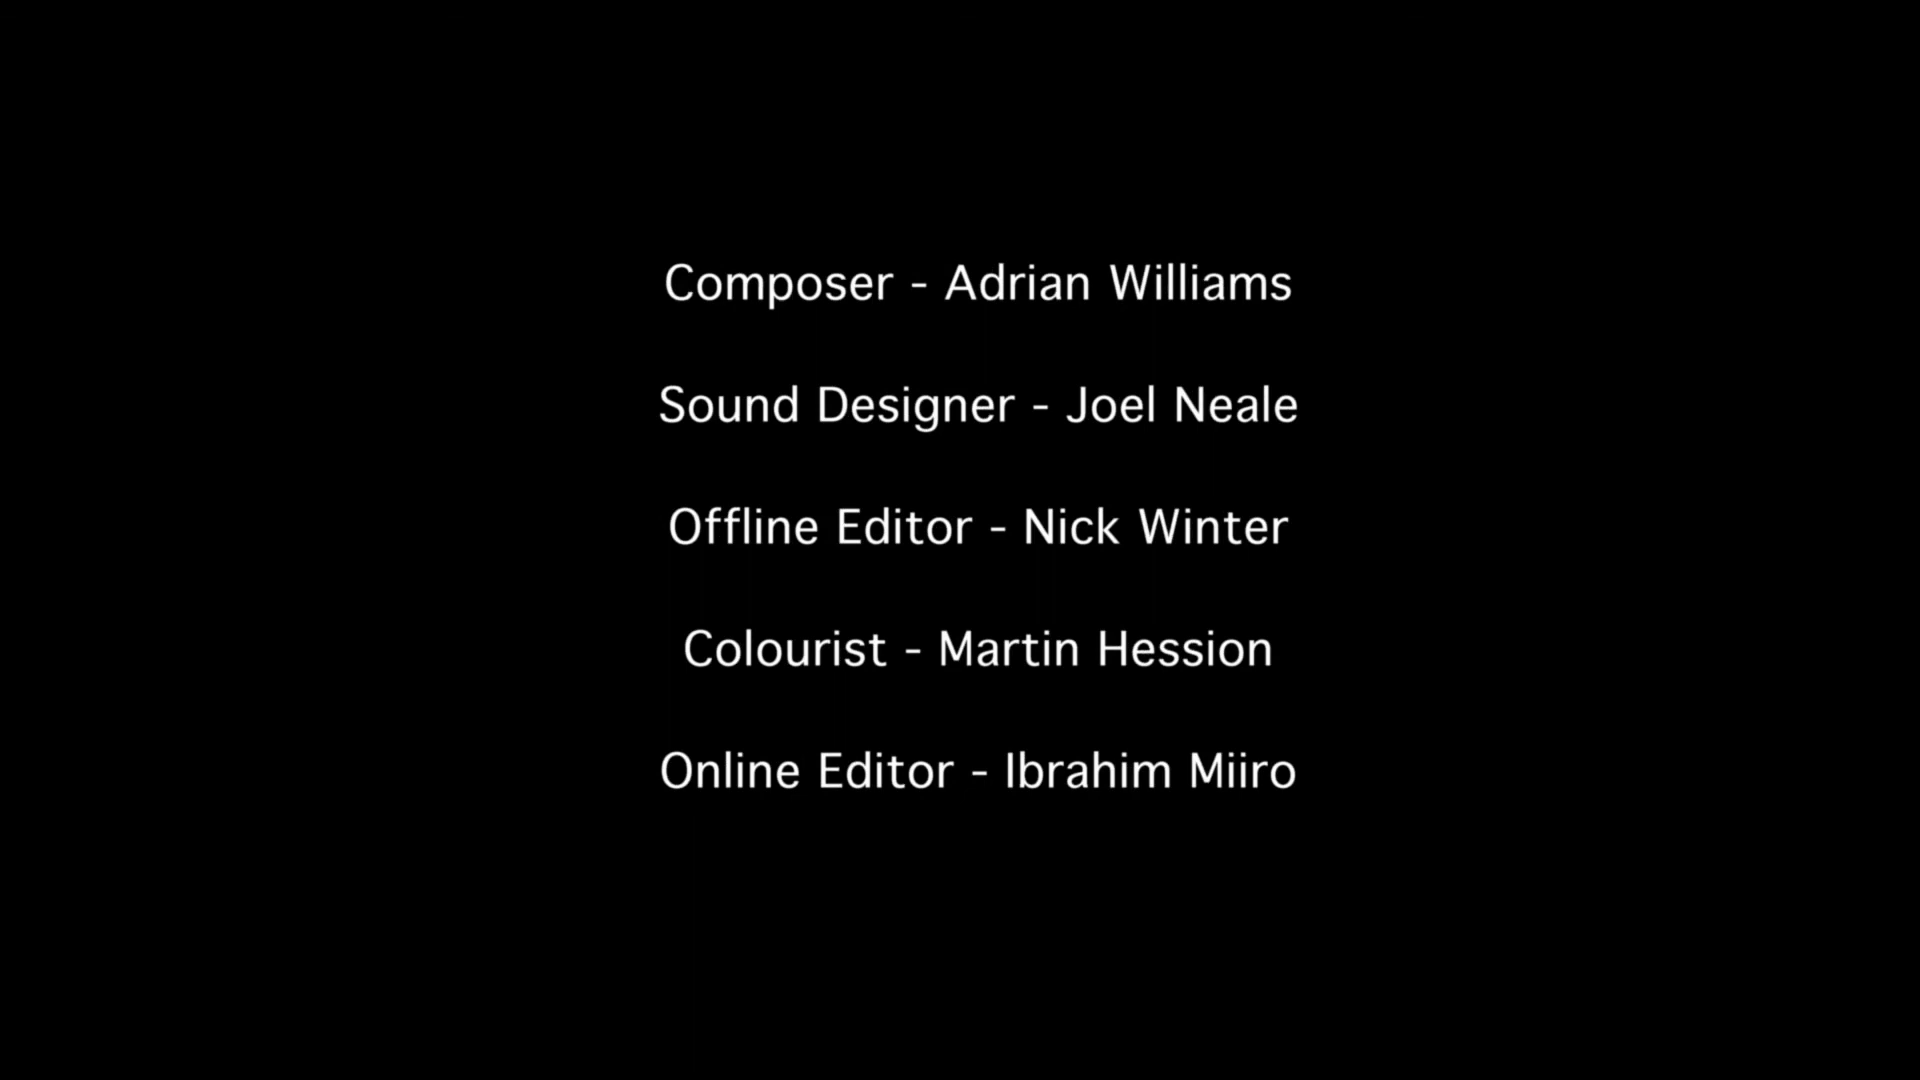 Composer - Adrian Williams
Sound Designer - Joel Neale
Offline Editor - Nick Winter
Colourist - Martin Hession
Online Editor - Ibrahim Miiro